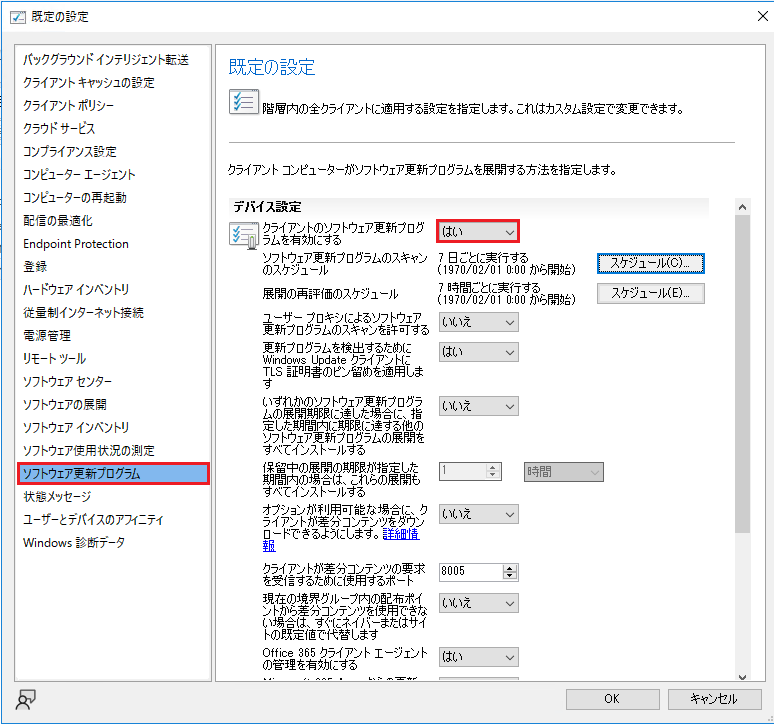 既定の設定
バックグラウンド インテリジェント転送
クライアント キャッシュの設定
クライアント ポリシー
クラウド サービス
コンプライアンス設定
コンピューター エージェント
コンピューターの再起動
配信の最適化
Endpoint Protection
登録
ハードウェア インベントリ
従量制インターネット接続
電源管理
リモート ツール
ソフトウェア センター
ソフトウェアの展開
ソフトウェア インベントリ
ソフトウェア使用状況の測定
ソフトウェア更新プログラム
状態メッセージ
ユーザーとデバイスのアフィニティ
Windows 診断データ
既定の設定
階層内の全クライアントに適用する設定を指定します。これはカスタム設定で変更できます。
クライアント コンピューターがソフトウェア更新プログラムを展開する方法を指定します。
デバイス設定
クライアントのソフトウェア更新プログ
ラムを有効にする
はい
ソフトウェア更新プログラムのスキャン
のスケジュール
7 日ごとに実行する
(1970/02/01 0:00 から開始)
スケジュール(C)...
展開の再評価のスケジュール
7 時間ごとに実行する
(1970/02/01 0:00 から開始)
スケジュール(E)...
ユーザー プロキシによるソフトウェア
更新プログラムのスキャンを許可する
いいえ
更新プログラムを検出するために
Windows Update クライアントに
TLS 証明書のピン留めを適用しま
す
はい
いずれかのソフトウェア更新プログラ
ムの展開期限に達した場合に、指
定した期間内に期限に達する他の
ソフトウェア更新プログラムの展開を
すべてインストールする
いいえ
保留中の展開の期限が指定した
期間内の場合は、これらの展開も
すべてインストールする
1
時間
オプションが利用可能な場合に、ク
ライアントが差分コンテンツをダウン
ロードできるようにします。詳細情
報
いいえ
クライアントが差分コンテンツの要求
を受信するために使用するポート
8005
現在の境界グループ内の配布ポイ
ントから差分コンテンツを使用できな
い場合は、すぐにネイバーまたはサイ
トの既定値で代替します
いいえ
Office 365 クライアント エージェント
の管理を有効にする
はい
OK
キャンセル